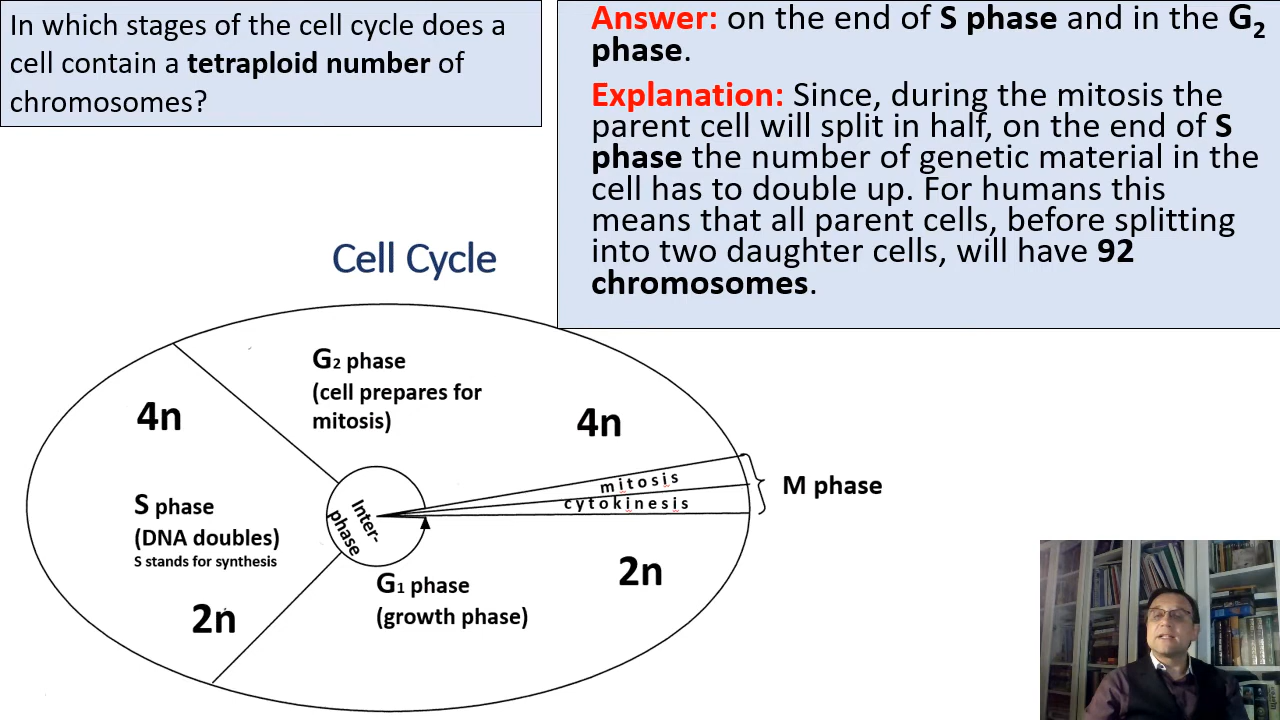 In which stages of the cell cycle does a
cell contain a tetraploid number of
chromosomes?
Answer: on the end of S phase and in the G2
phase.
Explanation: Since, during the mitosis the
parent cell will split in half, on the end of S
phase the number of genetic material in the
cell has to double up. For humans this
means that all parent cells, before splitting
into two daughter cells, will have 92
chromosomes.
Cell Cycle
G2 phase
(cell prepares for
mitosis)
4n
4n
mitosis
cytokinesis
M phase
S phase
(DNA doubles)
S stands for synthesis
Inter-
phase
2n
G1 phase
(growth phase)
2n